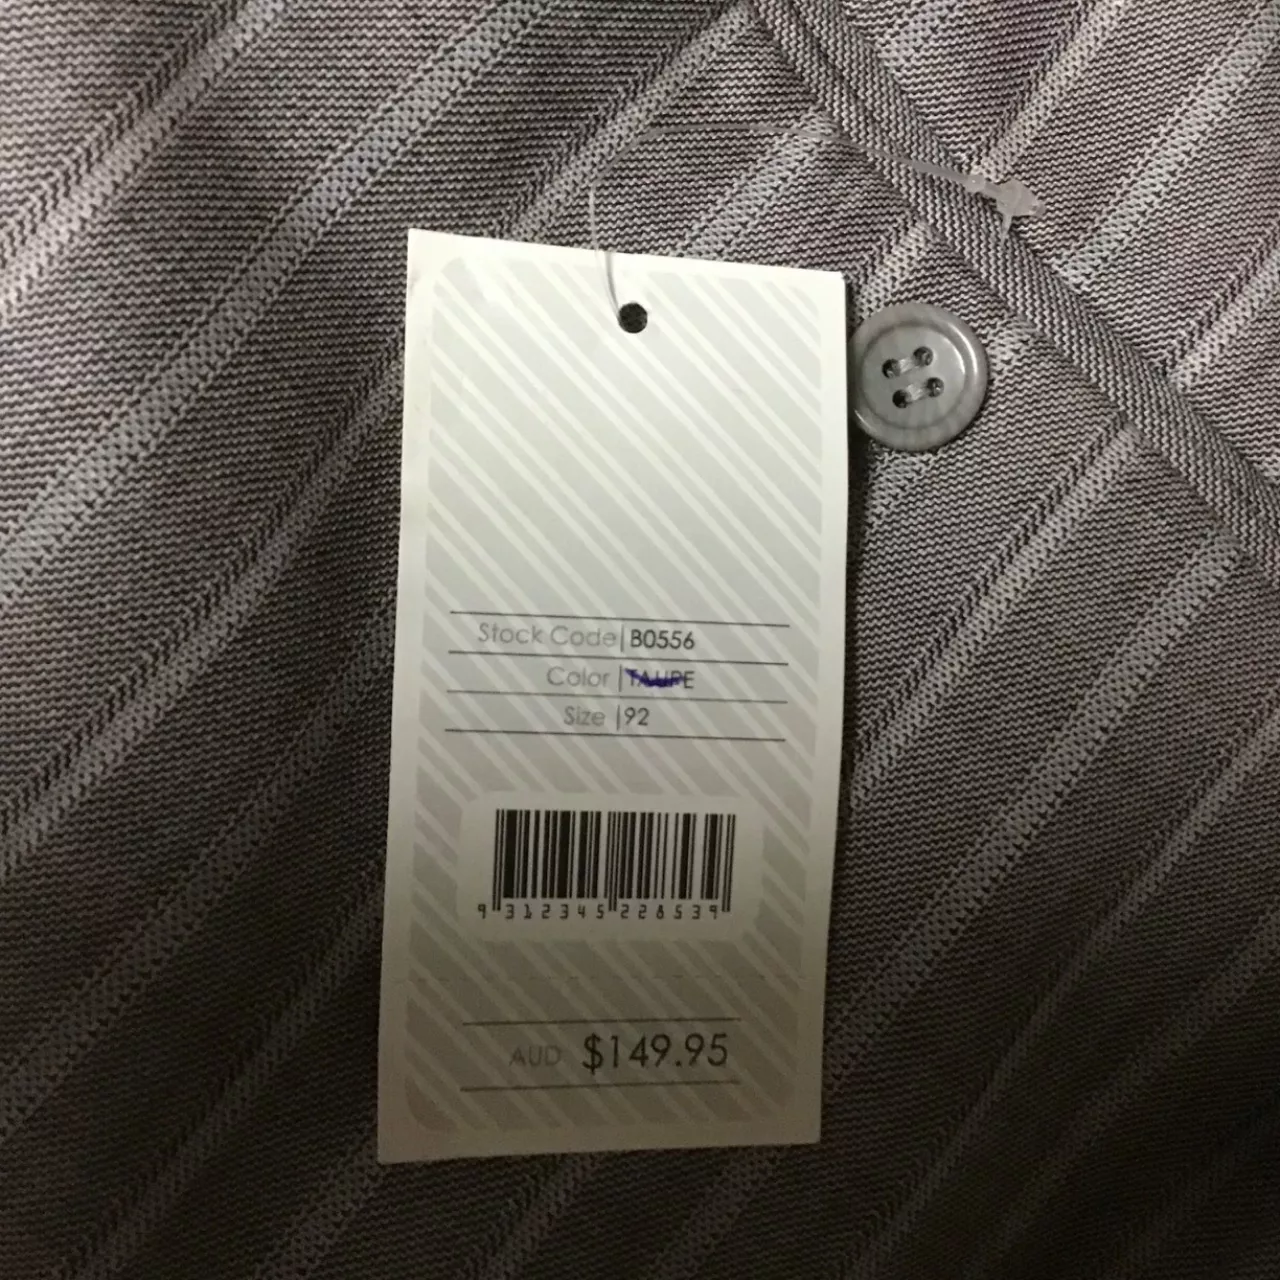 Stock Code|B0556
Color|TAUPE
Size|92
9 312345 228539
AUD $149.95